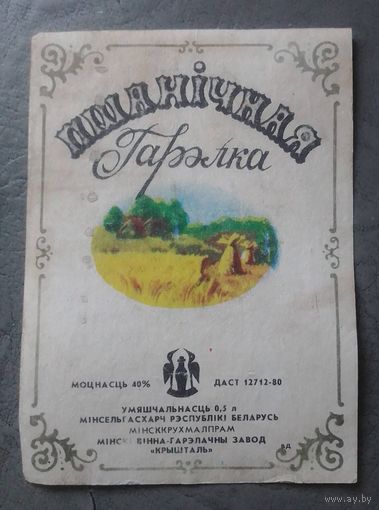 ПШАНІЧНАЯ
Гарэлка
МОЦНАСЦЬ 40% ДАСТ 12712-80
УМЯШЧАЛЬНАСЦЬ 0,5 л
МІНСЕЛЬГАСХАРЧ РЭСПУБЛІКІ БЕЛАРУСЬ
МІНСККРУХМАЛПРАМ
МІНСКІ ВІННА-ГАРЭЛАЧНЫ ЗАВОД
«КРЫШТАЛЬ»
ВД
www.ay.by